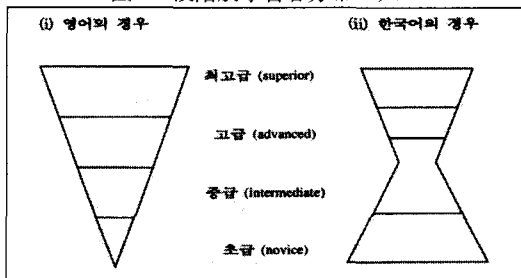 (i) 영어의 경우
(ii) 한국어의 경우
최고급 (superior)
고급 (advanced)
중급 (intermediate)
초급 (novice)